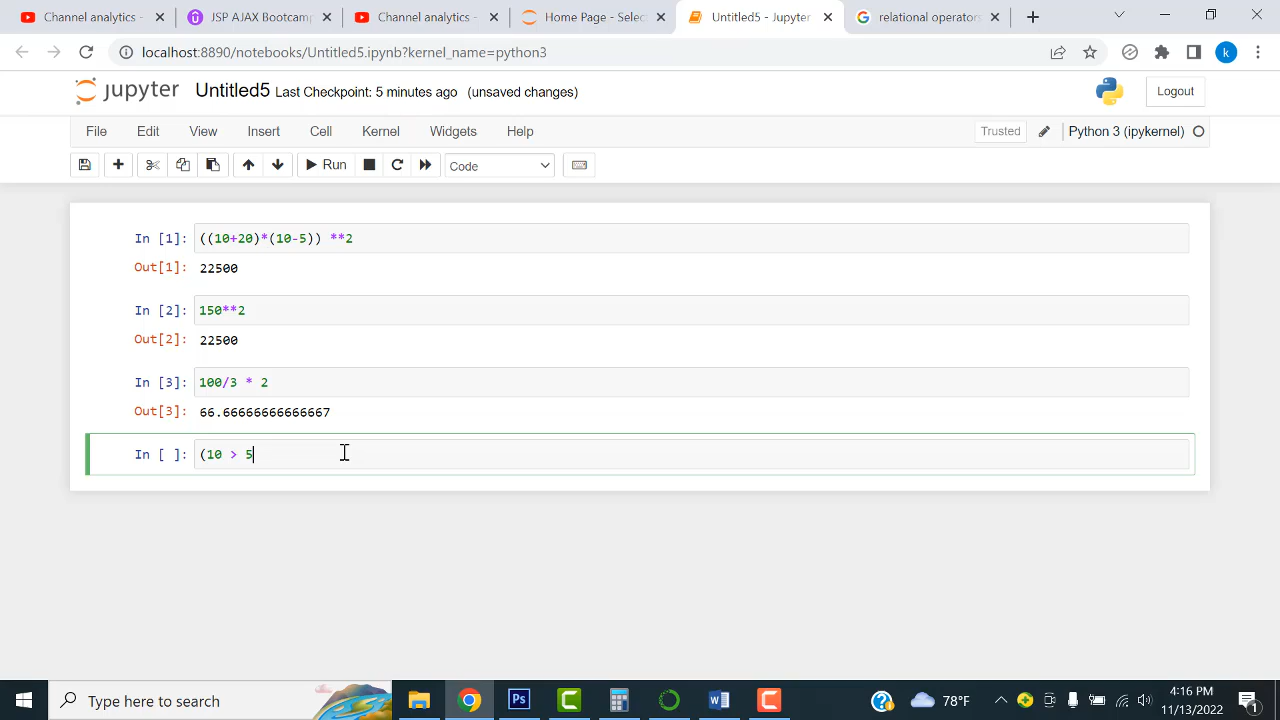 Channel analytics -
JSP AJAX Bootcamp
Channel analytics -
Home Page - Selec
Untitled5 - Jupyter
relational operators
localhost:8890/notebooks/Untitled5.ipynb?kernel_name=python3
k
jupyter Untitled5 Last Checkpoint: 5 minutes ago (unsaved changes)
Logout
File Edit View Insert Cell Kernel Widgets Help
Trusted
Python 3 (ipykernel)
Run
Code
In [1]: ((10+20)*(10-5)) **2
Out[1]: 22500
In [2]: 150**2
Out[2]: 22500
In [3]: 100/3 * 2
Out[3]: 66.66666666666667
In [ ]: (10 > 5
Type here to search
Ps
78°F
4:16 PM
11/13/2022
1